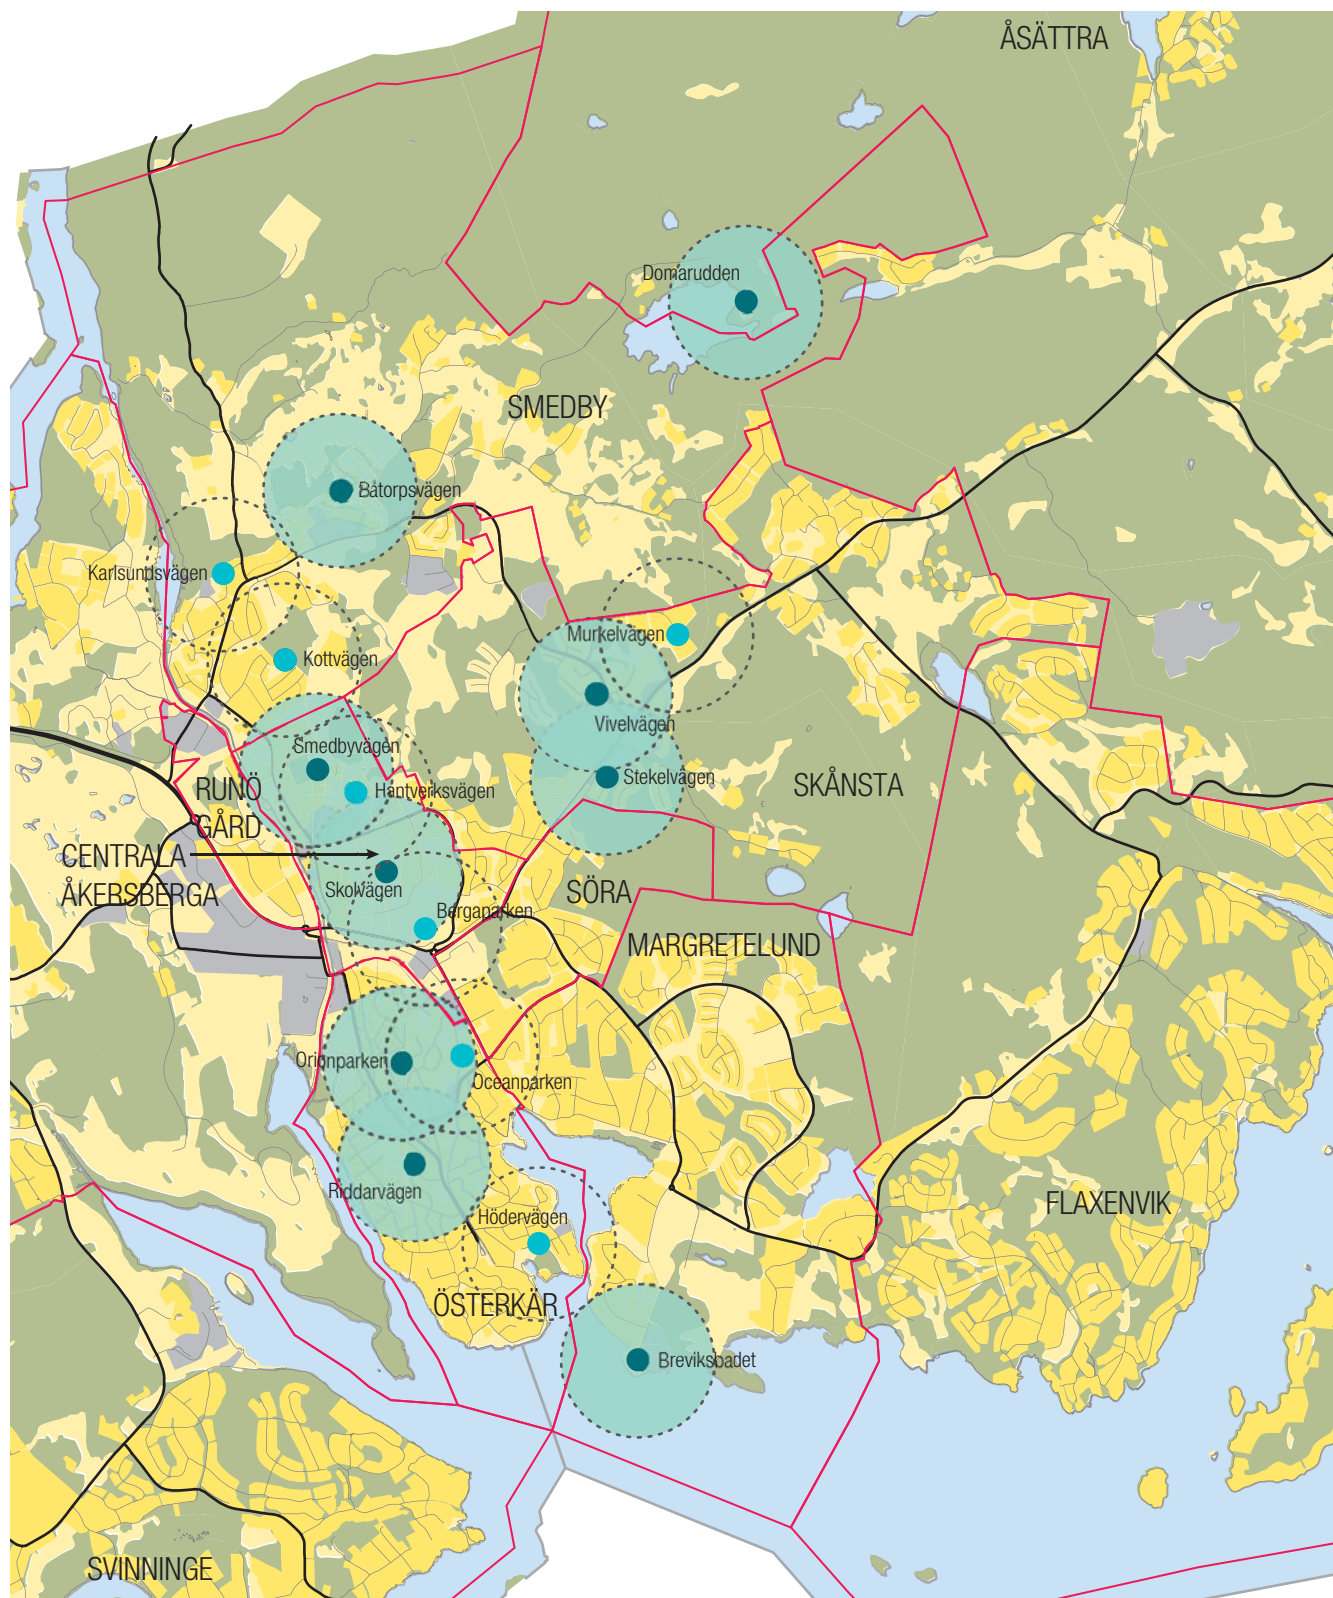 ÅSÄTTRA
Domarudden
SMEDBY
Båtorpsvägen
Karlsundsvägen
Murkelvägen
Kottvägen
Vivelvägen
Smedbyvägen
Stekelvägen
SKÅNSTA
Hantverksvägen
RUNÖ
GÅRD
CENTRALA
ÅKERSBERGA
Skolvägen
SÖRA
Bergaparken
MARGRETELUND
Orionparken
Oceanparken
Riddarvägen
FLAXENVIK
Hödervägen
ÖSTERKÄR
Breviksbadet
SVINNINGE